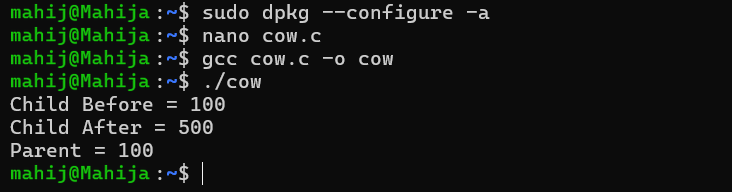 mahij@Mahija:~$ sudo dpkg --configure -a
mahij@Mahija:~$ nano cow.c
mahij@Mahija:~$ gcc cow.c -o cow
mahij@Mahija:~$ ./cow
Child Before = 100
Child After = 500
Parent = 100
mahij@Mahija:~$